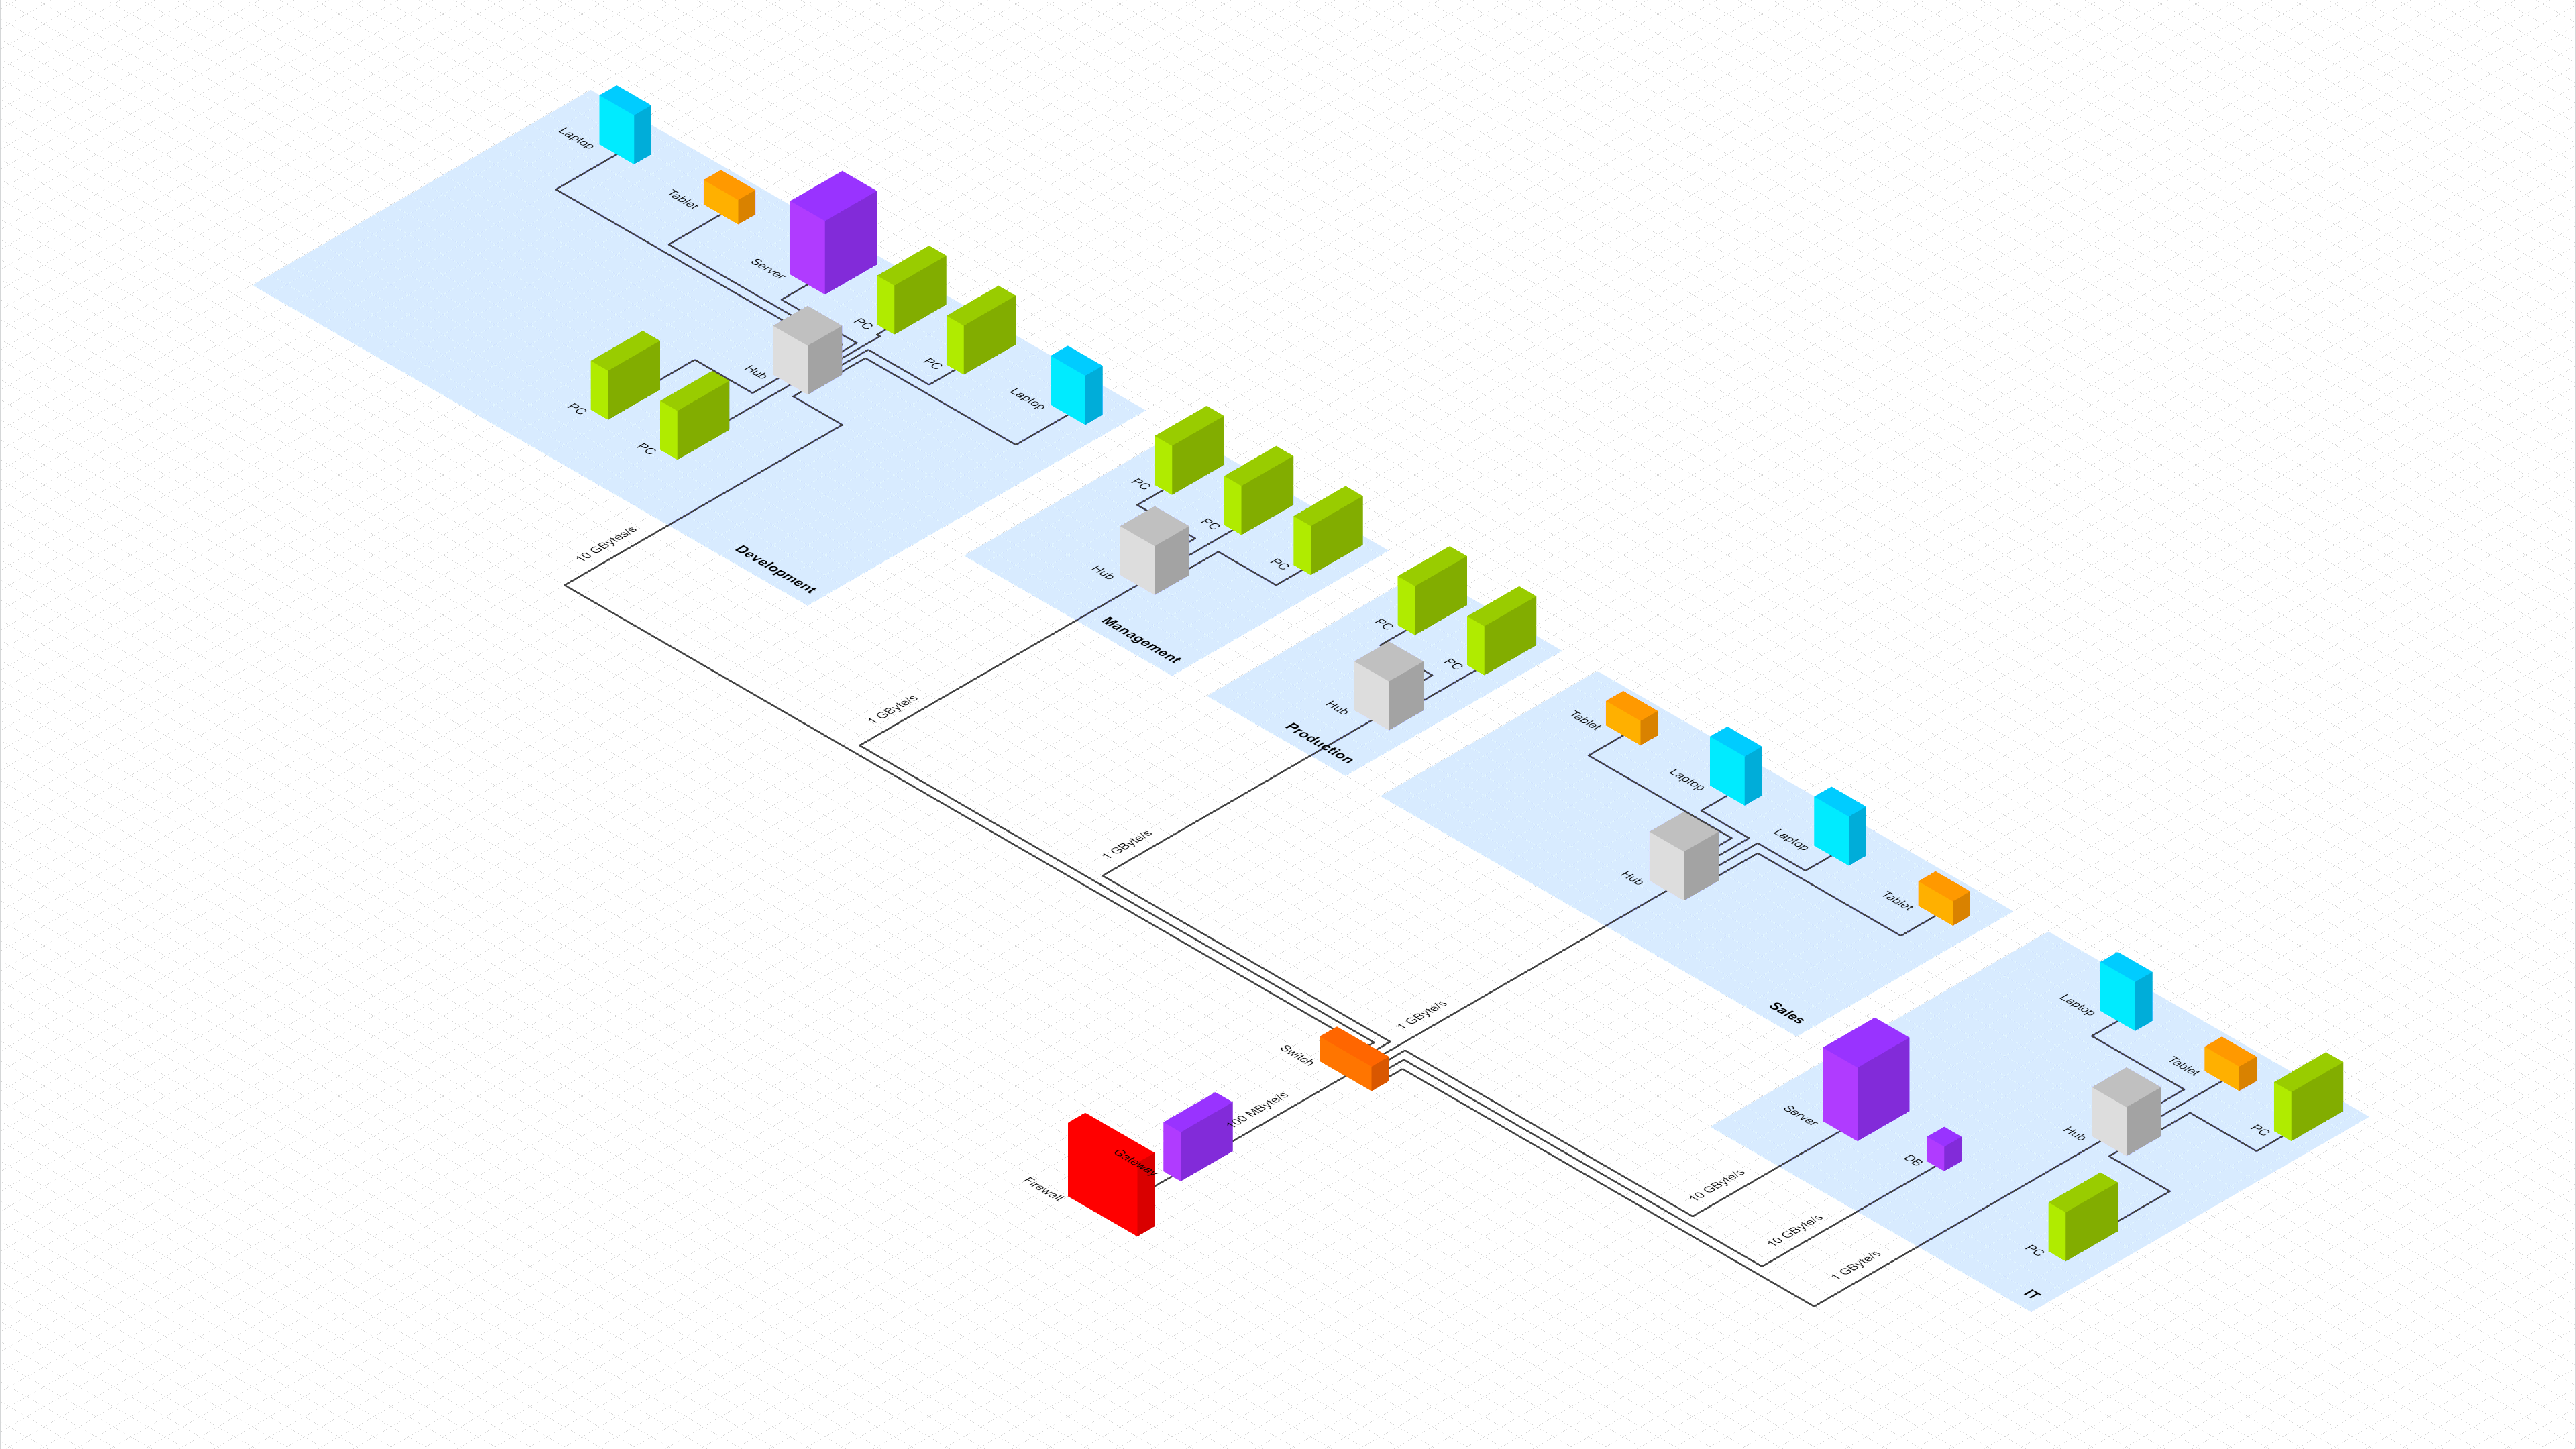 Laptop
Tablet
Server
PC
PC
Laptop
Hub
PC
PC
10 GBytes/s
Development
PC
PC
PC
Hub
1 GByte/s
Management
PC
PC
Hub
1 GByte/s
Production
Tablet
Laptop
Laptop
Tablet
Hub
1 GByte/s
Sales
Switch
100 MByte/s
Gateway
Firewall
Laptop
Tablet
PC
Hub
Server
DB
PC
10 GByte/s
10 GByte/s
1 GByte/s
IT